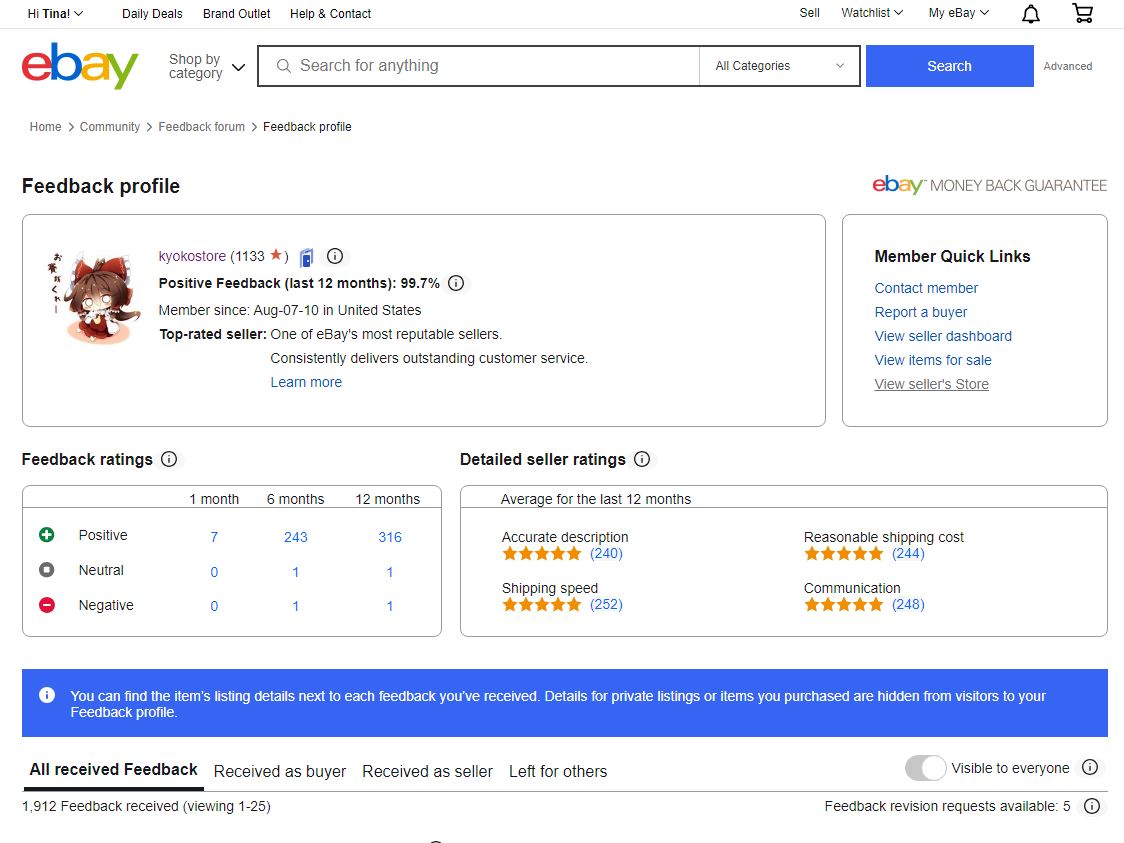 Hi Tina!
Daily Deals
Brand Outlet
Help & Contact
Sell
Watchlist
My eBay
ebay
Shop by
category
Search for anything
All Categories
Search
Advanced
Home
Community
Feedback forum
Feedback profile
Feedback profile
ebay™ MONEY BACK GUARANTEE
kyokostore (1133 ★)
Positive Feedback (last 12 months): 99.7%
Member since: Aug-07-10 in United States
Top-rated seller: One of eBay's most reputable sellers.
Consistently delivers outstanding customer service.
Learn more
Member Quick Links
Contact member
Report a buyer
View seller dashboard
View items for sale
View seller's Store
Feedback ratings
1 month 6 months 12 months
Positive 7 243 316
Neutral 0 1 1
Negative 0 1 1
Detailed seller ratings
Average for the last 12 months
Accurate description
(240)
Reasonable shipping cost
(244)
Shipping speed
(252)
Communication
(248)
You can find the item's listing details next to each feedback you've received. Details for private listings or items you purchased are hidden from visitors to your
Feedback profile.
All received Feedback
Received as buyer
Received as seller
Left for others
Visible to everyone
1,912 Feedback received (viewing 1-25)
Feedback revision requests available: 5